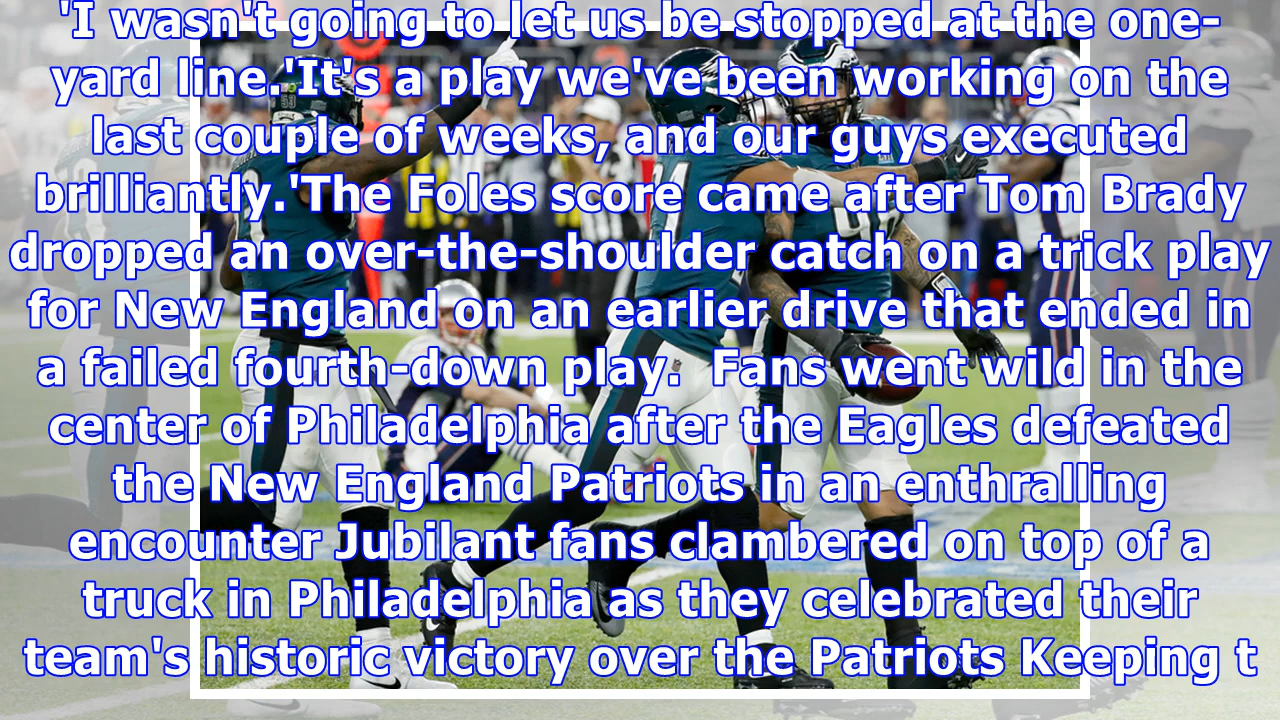 'I wasn't going to let us be stopped at the one-
yard line.'It's a play we've been working on the
last couple of weeks, and our guys executed
brilliantly.'The Foles score came after Tom Brady
dropped an over-the-shoulder catch on a trick play
for New England on an earlier drive that ended in
a failed fourth-down play.  Fans went wild in the
center of Philadelphia after the Eagles defeated
the New England Patriots in an enthralling
encounter Jubilant fans clambered on top of a
truck in Philadelphia as they celebrated their
team's historic victory over the Patriots Keeping t